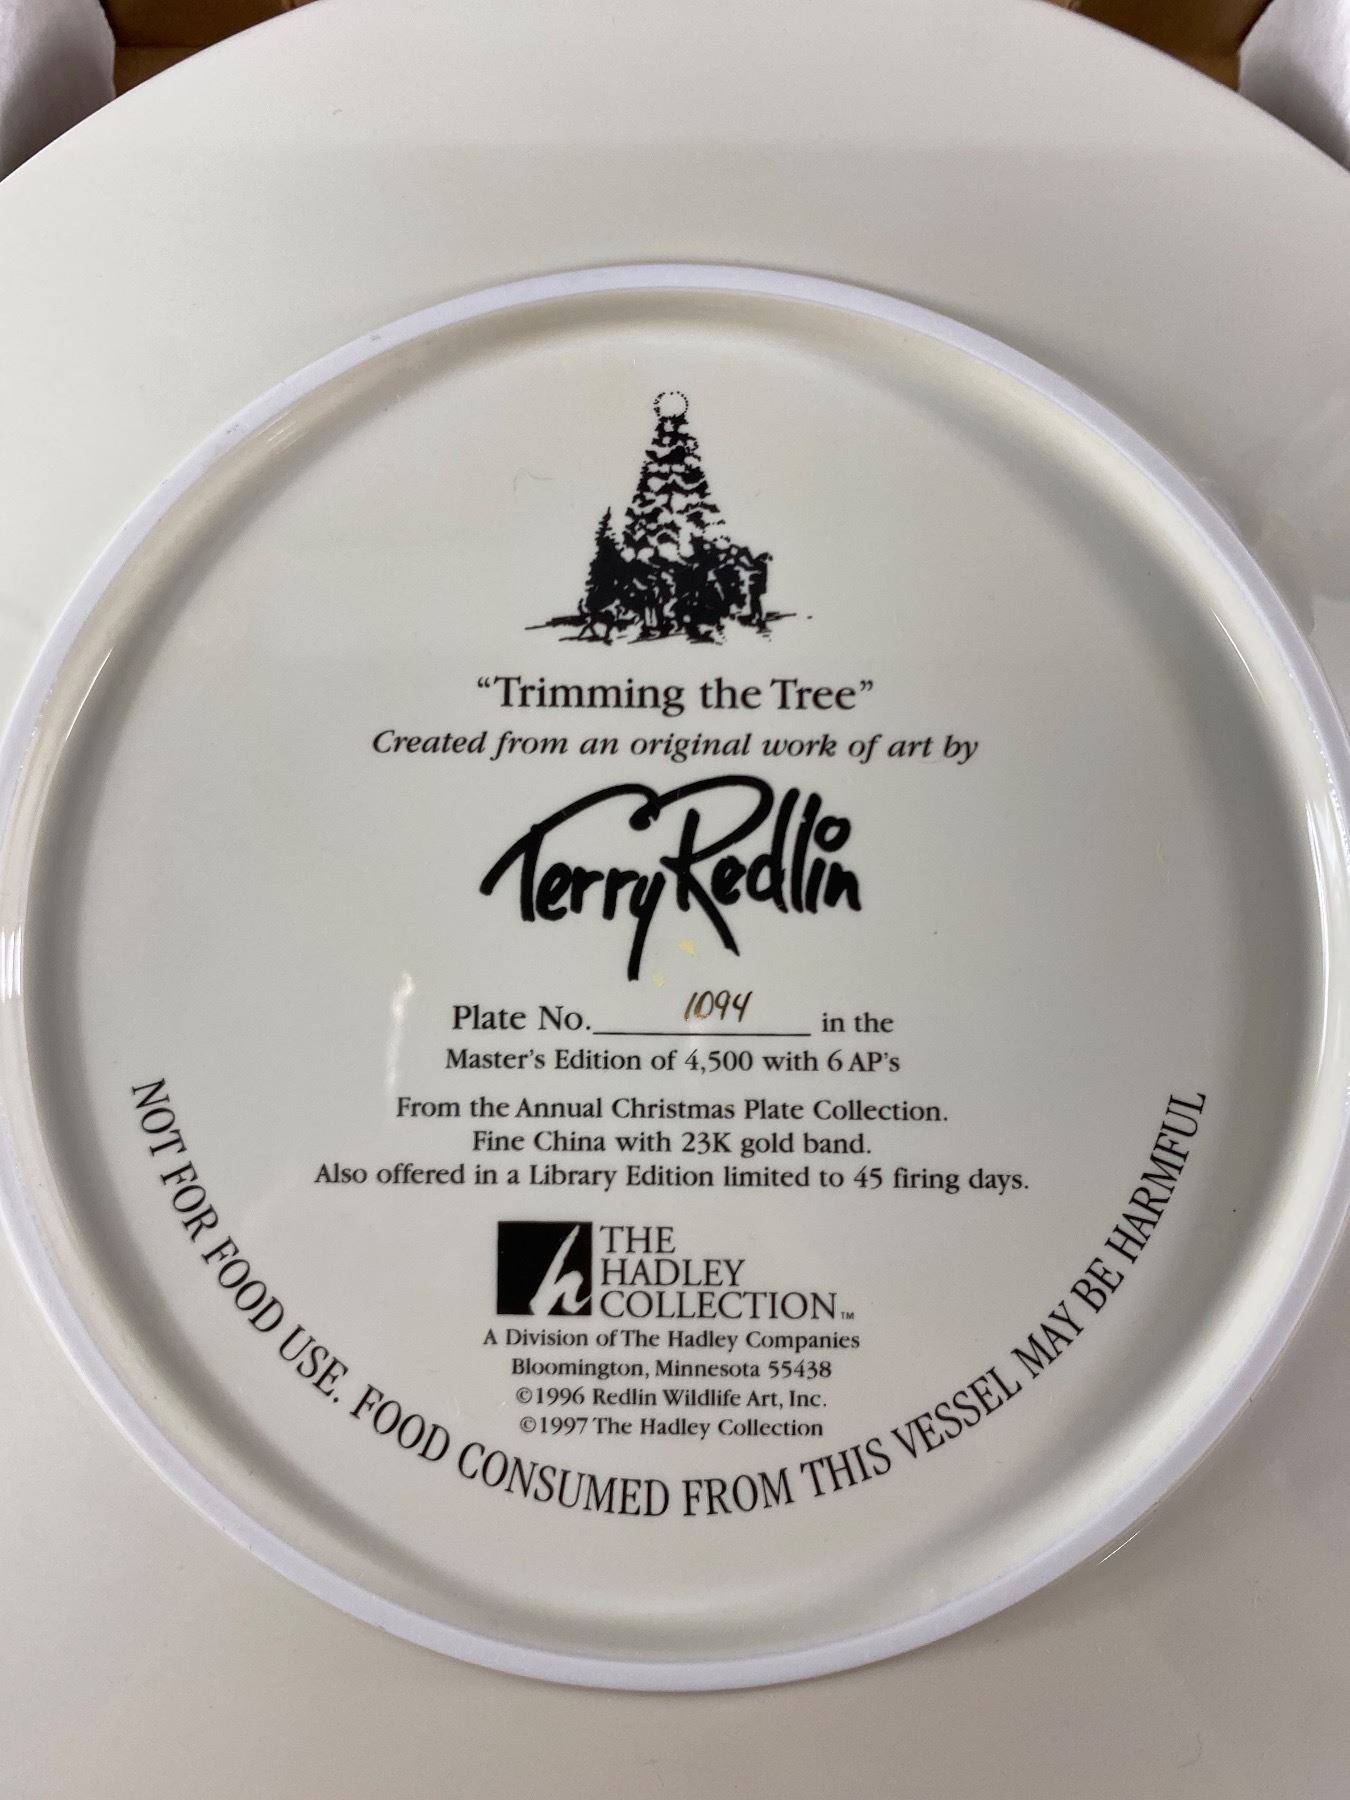 “Trimming the Tree”
Created from an original work of art by
Terry Redlin
Plate No. 1094 in the
Master’s Edition of 4,500 with 6 AP’s
From the Annual Christmas Plate Collection.
Fine China with 23K gold band.
Also offered in a Library Edition limited to 45 firing days.
h THE
HADLEY
COLLECTION™
A Division of The Hadley Companies
Bloomington, Minnesota 55438
©1996 Redlin Wildlife Art, Inc.
©1997 The Hadley Collection
NOT FOR FOOD USE. FOOD CONSUMED FROM THIS VESSEL MAY BE HARMFUL